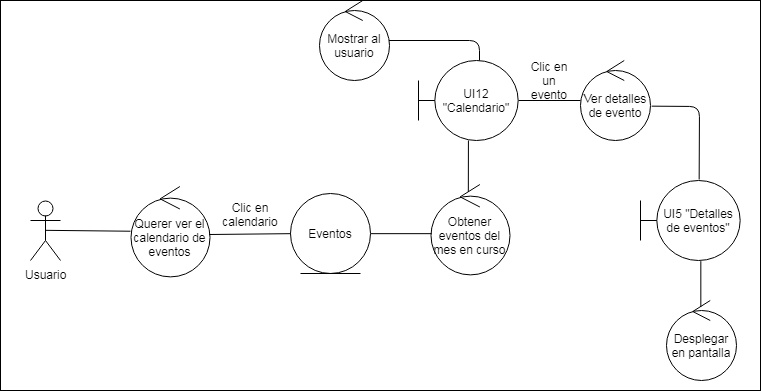 Mostrar al
usuario
Clic en
un
evento
UI12
"Calendario"
Ver detalles
de evento
Usuario
Querer ver el
calendario de
eventos
Clic en
calendario
Eventos
Obtener
eventos del
mes en curso
UI5 "Detalles
de eventos"
Desplegar
en pantalla